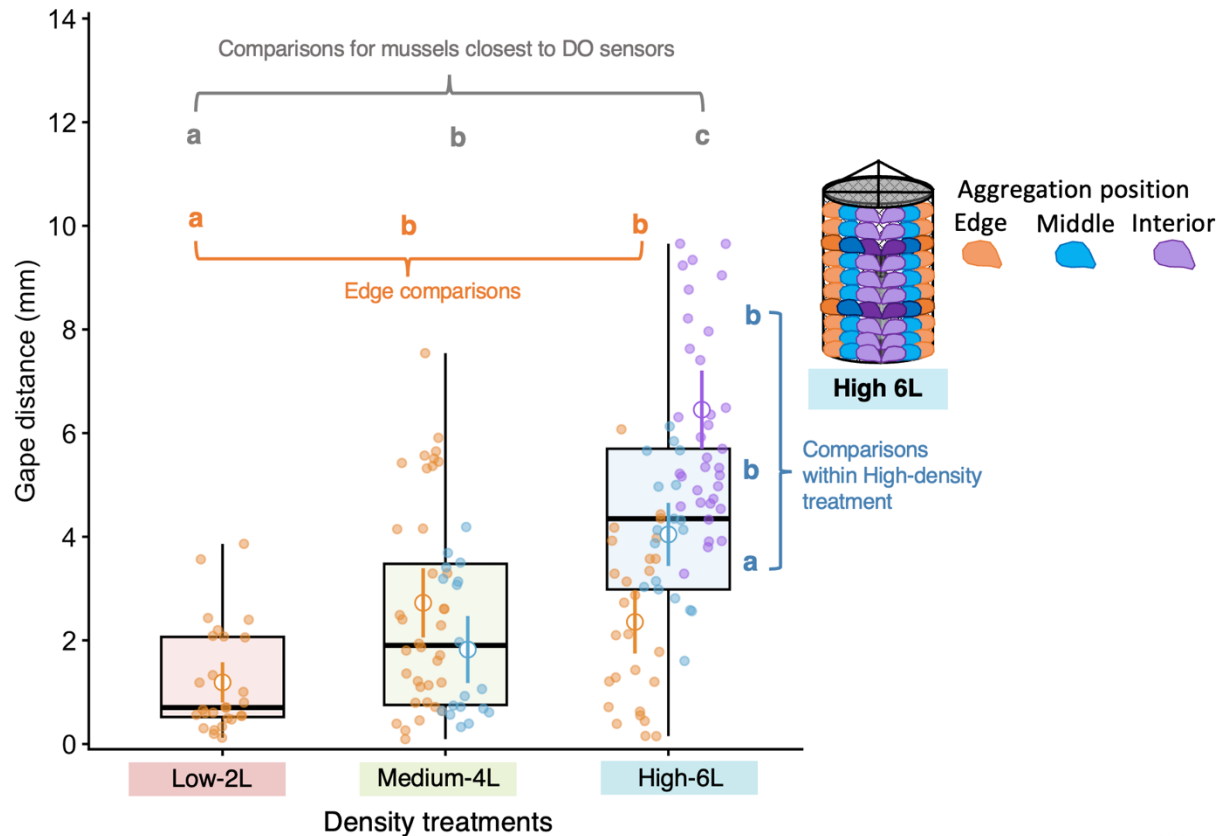 14
12
10
8
6
4
2
0
Gape distance (mm)
Comparisons for mussels closest to DO sensors
a b c
a b b
Edge comparisons
b
b
a
Comparisons
within High-density
treatment
Aggregation position
Edge Middle Interior
High 6L
Low-2L Medium-4L High-6L
Density treatments